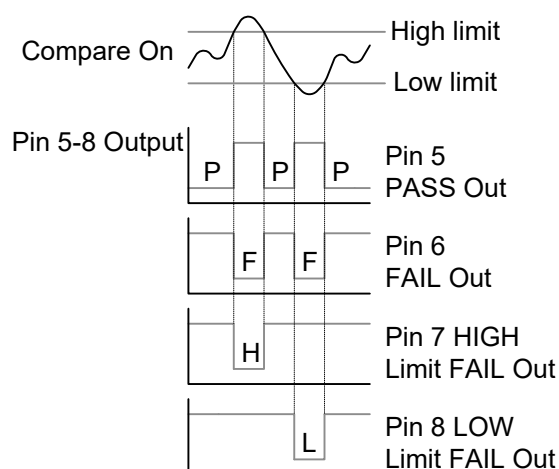 High limit
Compare On
Low limit
Pin 5-8 Output
P P P
Pin 5
PASS Out
F F
Pin 6
FAIL Out
H
Pin 7 HIGH
Limit FAIL Out
L
Pin 8 LOW
Limit FAIL Out